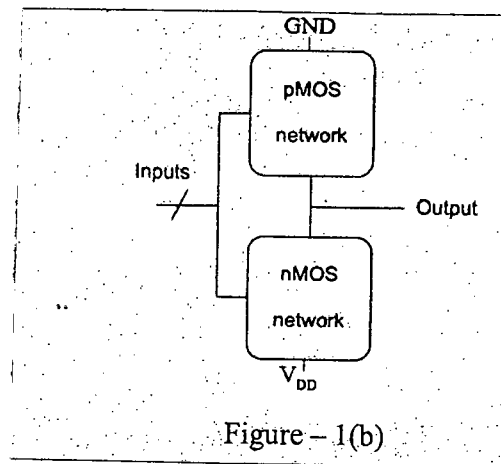 GND
pMOS
network
Inputs
Output
nMOS
network
VDD
Figure – 1(b)